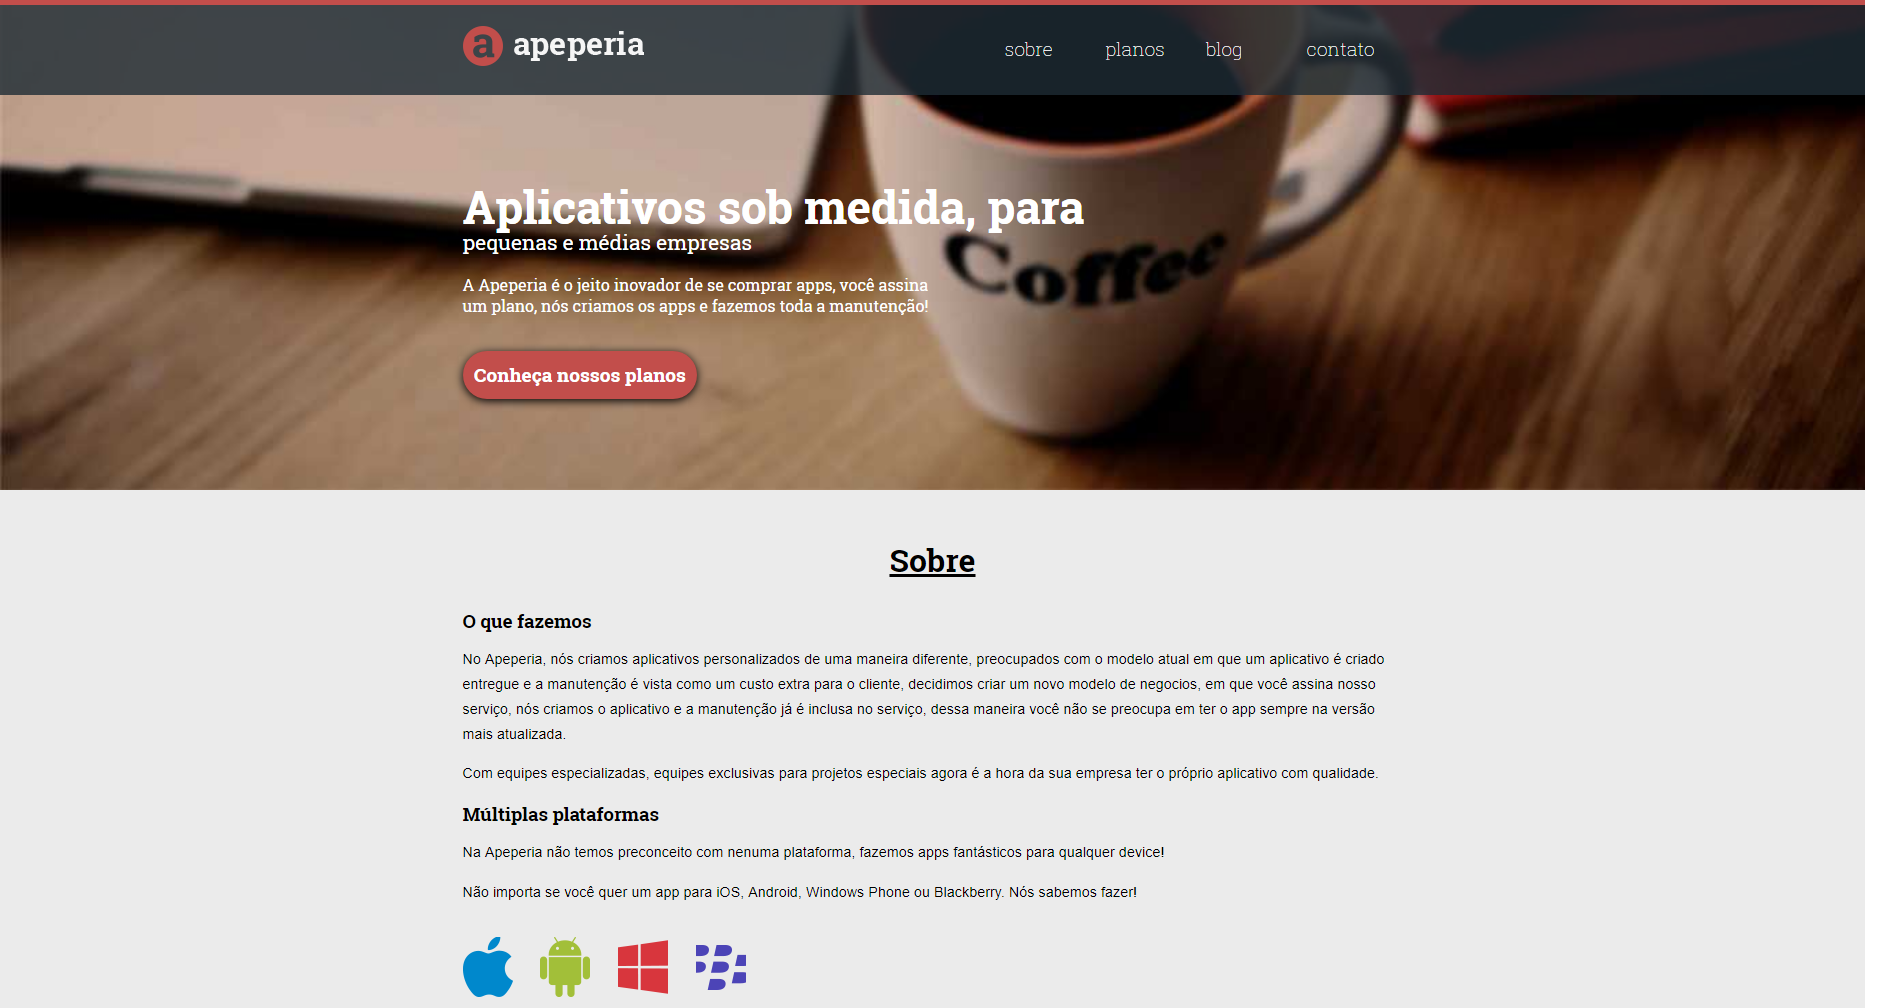 a apeperia
sobre planos blog contato
Aplicativos sob medida, para
pequenas e médias empresas
Coffee
A Apeperia é o jeito inovador de se comprar apps, você assina
um plano, nós criamos os apps e fazemos toda a manutenção!
Conheça nossos planos
Sobre
O que fazemos
No Apeperia, nós criamos aplicativos personalizados de uma maneira diferente, preocupados com o modelo atual em que um aplicativo é criado
entregue e a manutenção é vista como um custo extra para o cliente, decidimos criar um novo modelo de negocios, em que você assina nosso
serviço, nós criamos o aplicativo e a manutenção já é inclusa no serviço, dessa maneira você não se preocupa em ter o app sempre na versão
mais atualizada.
Com equipes especializadas, equipes exclusivas para projetos especiais agora é a hora da sua empresa ter o próprio aplicativo com qualidade.
Múltiplas plataformas
Na Apeperia não temos preconceito com nenuma plataforma, fazemos apps fantásticos para qualquer device!
Não importa se você quer um app para iOS, Android, Windows Phone ou Blackberry. Nós sabemos fazer!